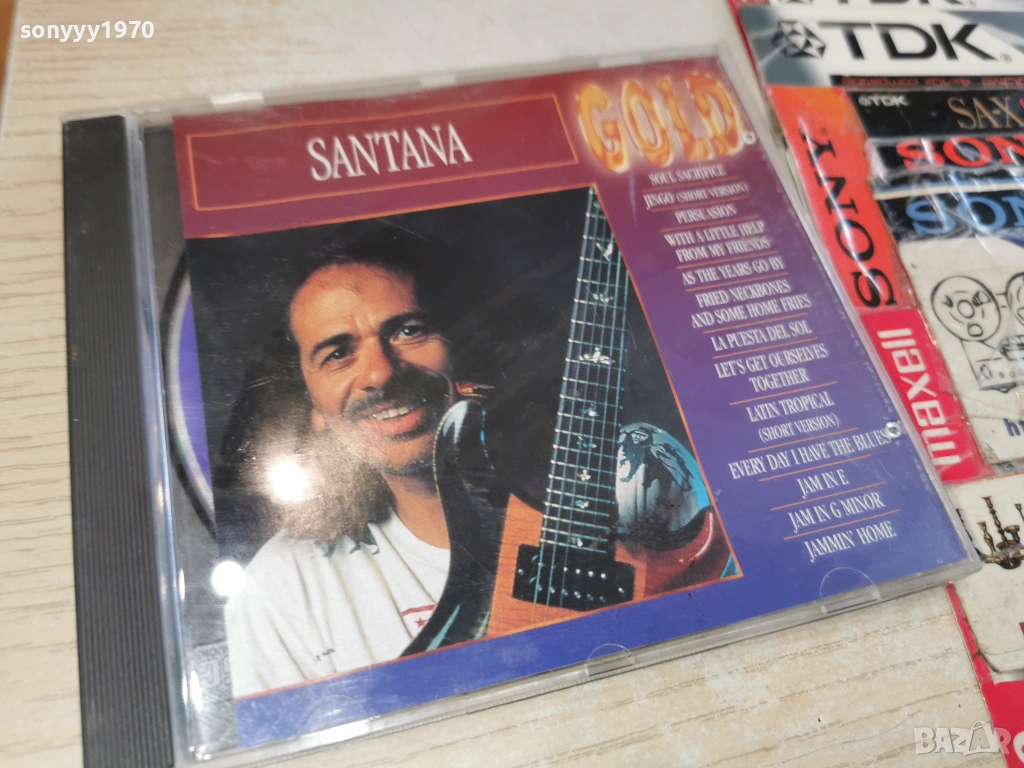 sonyyy1970
SANTANA
GOLD
SOUL SACRIFICE
JINGO (SHORT VERSION)
PERSUASION
WITH A LITTLE HELP
FROM MY FRIENDS
AS THE YEARS GO BY
FRIED NECKBONES
AND SOME HOME FRIES
LA PUESTA DEL SOL
LET'S GET OURSELVES
TOGETHER
LATIN TROPICAL
(SHORT VERSION)
EVERY DAY I HAVE THE BLUES
JAM IN E
JAM IN G MINOR
JAMMIN' HOME
TDK
TDK
SA-X
SONY
maxell
BAZAR